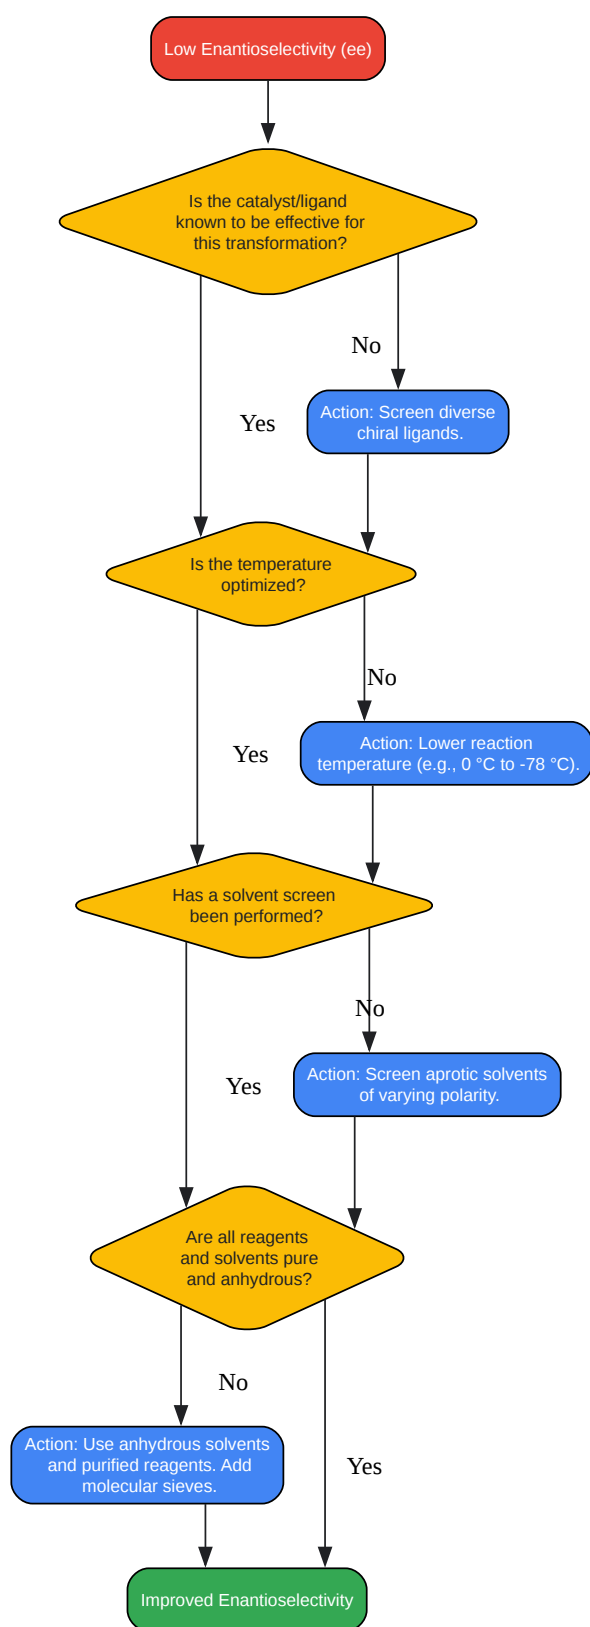 Low Enantioselectivity (ee)
Is the catalyst/ligand
known to be effective for
this transformation?
No
Action: Screen diverse
chiral ligands.
Yes
Is the temperature
optimized?
No
Action: Lower reaction
temperature (e.g., 0 °C to -78 °C).
Yes
Has a solvent screen
been performed?
No
Action: Screen aprotic solvents
of varying polarity.
Yes
Are all reagents
and solvents pure
and anhydrous?
No
Action: Use anhydrous solvents
and purified reagents. Add
molecular sieves.
Yes
Improved Enantioselectivity